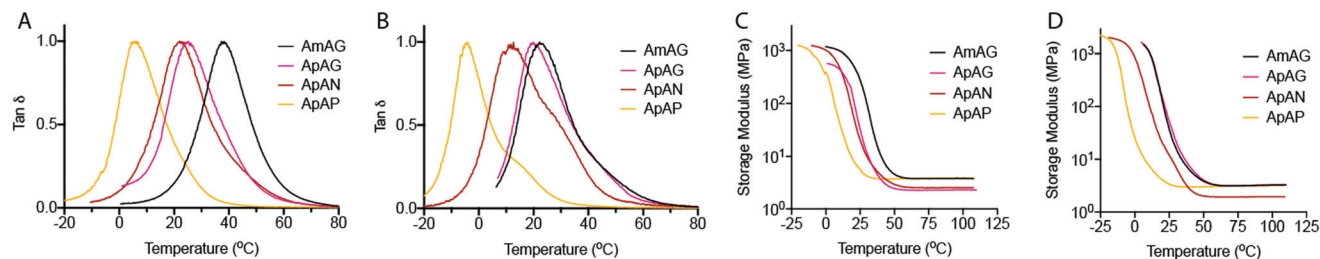 A
1.0
0.5
0.0
Tan δ
-20 0 20 40 60 80
Temperature (ºC)
AmAG
ApAG
ApAN
ApAP
B
1.0
0.5
0.0
Tan δ
-20 0 20 40 60 80
Temperature (ºC)
AmAG
ApAG
ApAN
ApAP
C
10³
10²
10¹
10⁰
Storage Modulus (MPa)
-25 0 25 50 75 100 125
Temperature (ºC)
AmAG
ApAG
ApAN
ApAP
D
10³
10²
10¹
10⁰
Storage Modulus (MPa)
-25 0 25 50 75 100 125
Temperature (ºC)
AmAG
ApAG
ApAN
ApAP